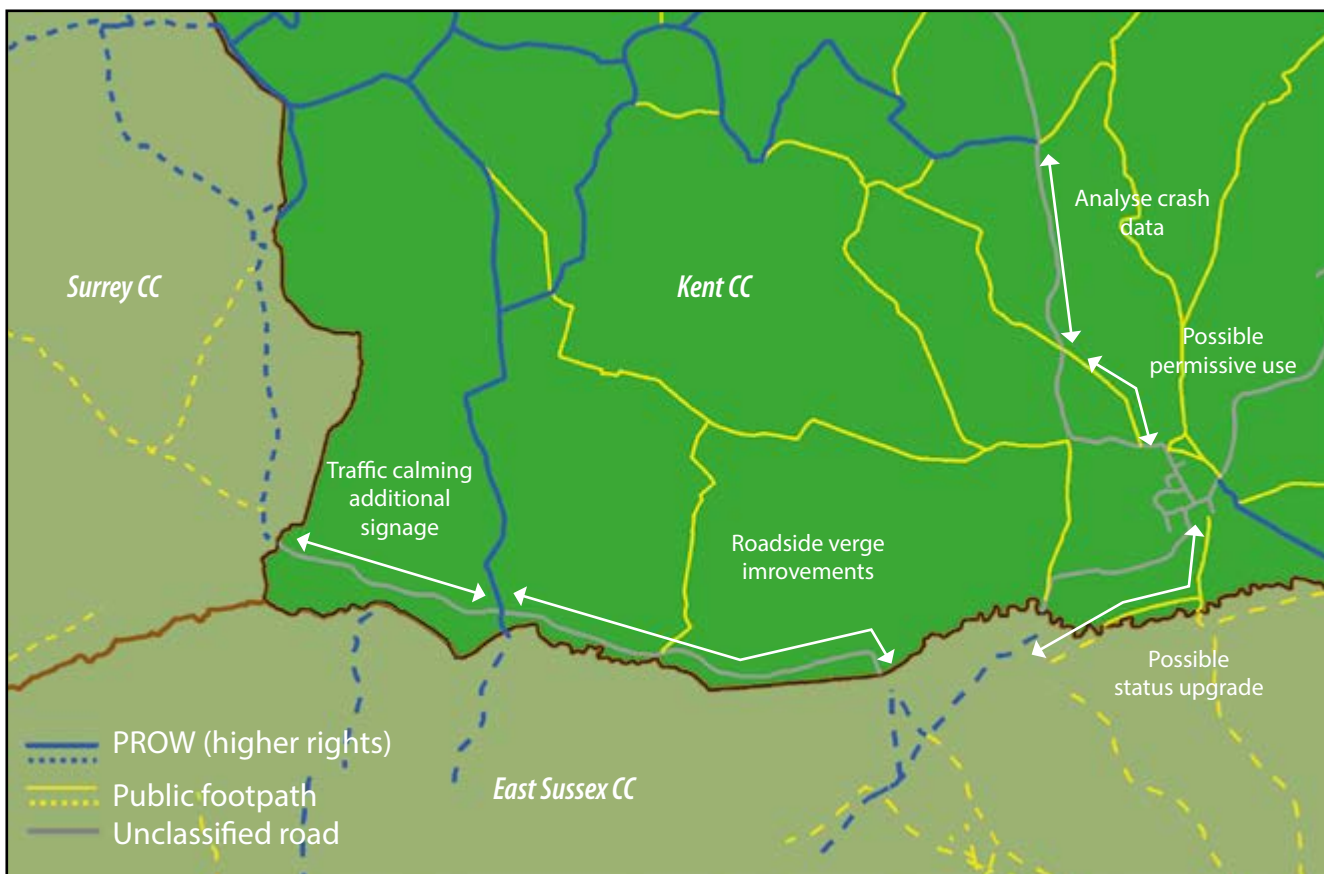 Analyse crash
data
Surrey CC
Kent CC
Possible
permissive use
Traffic calming
additional
signage
Roadside verge
imrovements
Possible
status upgrade
PROW (higher rights)
East Sussex CC
Public footpath
Unclassified road